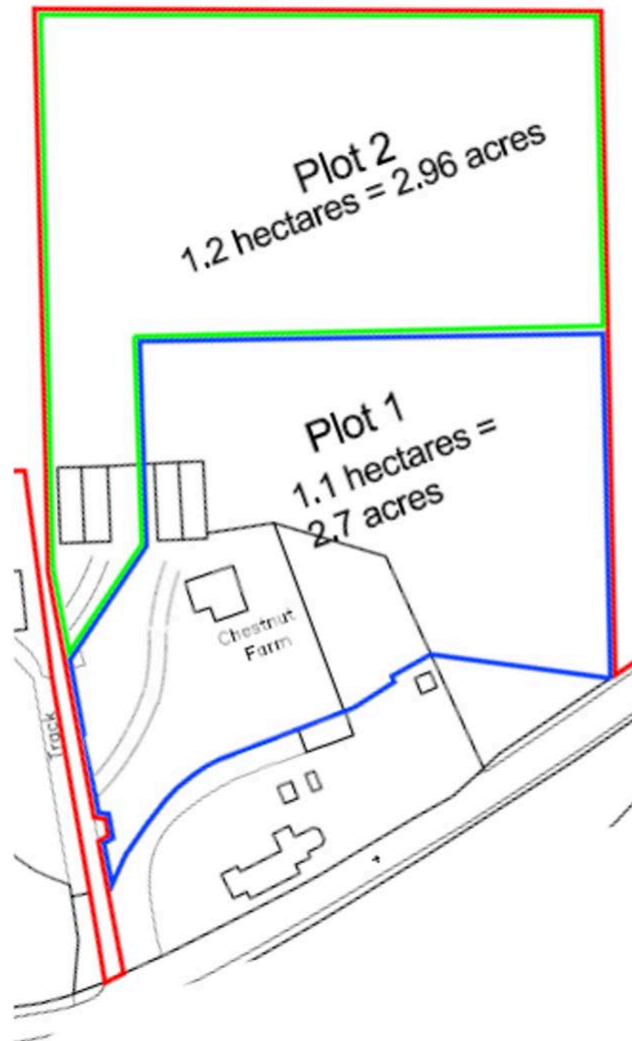 Plot 2
1.2 hectares = 2.96 acres
Plot 1
1.1 hectares =
2.7 acres
Chestnut
Farm
Track